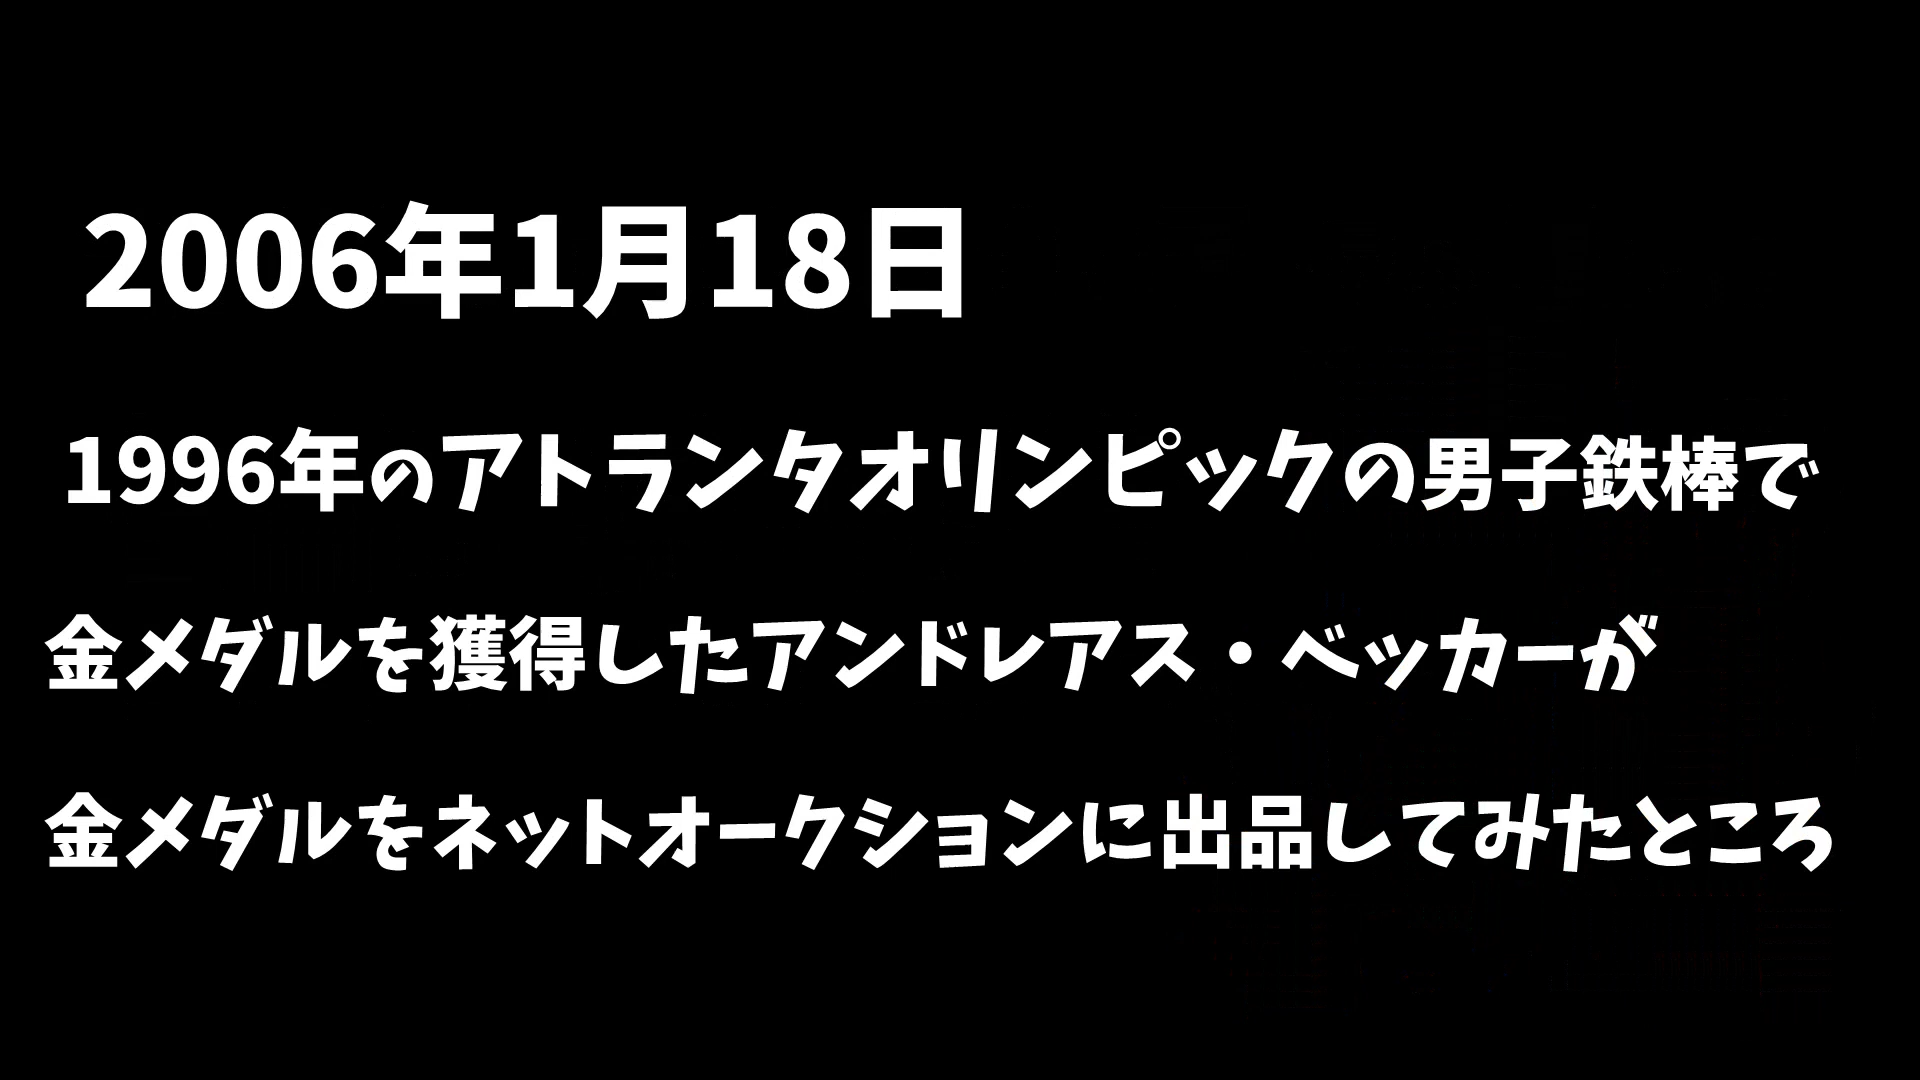 2006年1月18日
1996年のアトランタオリンピックの男子鉄棒で
金メダルを獲得したアンドレアス・ベッカーが
金メダルをネットオークションに出品してみたところ